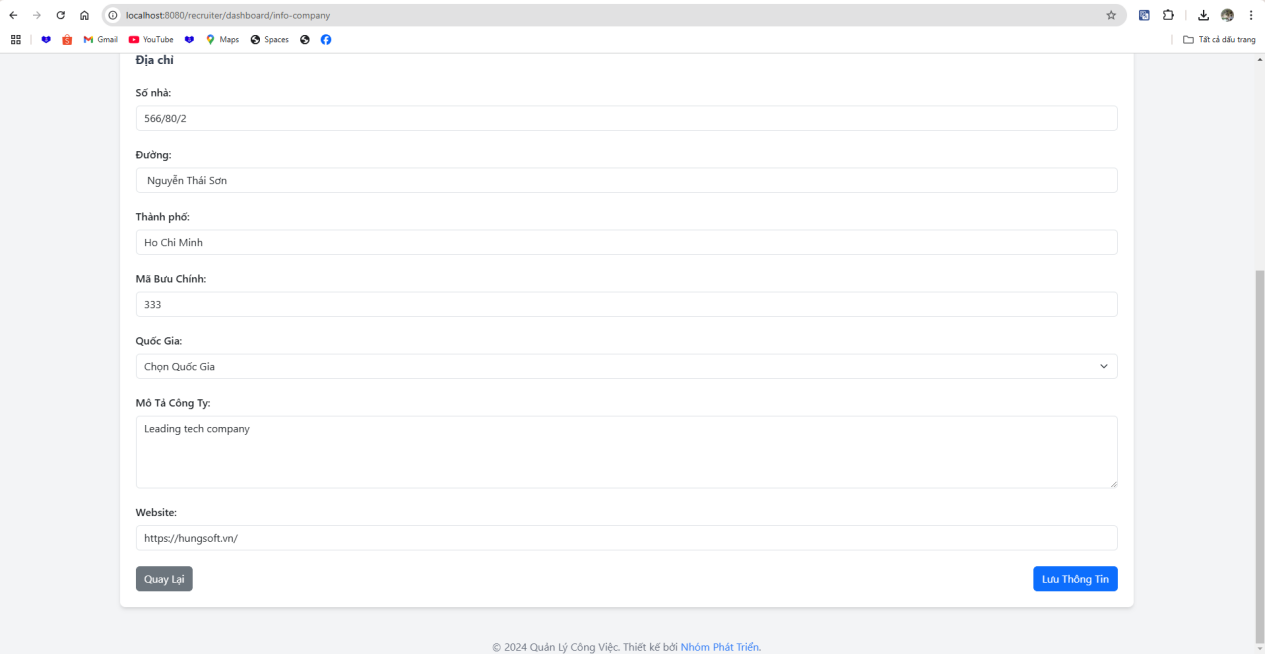 localhost:8080/recruiter/dashboard/info-company
Gmail YouTube Maps Spaces Tất cả dấu trang
Địa chỉ
Số nhà:
566/80/2
Đường:
Nguyễn Thái Sơn
Thành phố:
Ho Chi Minh
Mã Bưu Chính:
333
Quốc Gia:
Chọn Quốc Gia
Mô Tả Công Ty:
Leading tech company
Website:
https://hungsoft.vn/
Quay Lại Lưu Thông Tin
© 2024 Quản Lý Công Việc. Thiết kế bởi Nhóm Phát Triển.